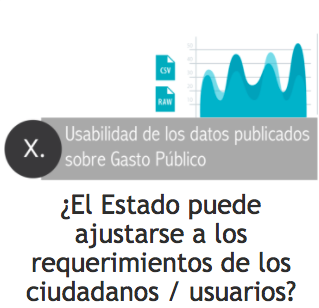 CSV
RAW
X.
Usabilidad de los datos publicados
sobre Gasto Público
¿El Estado puede
ajustarse a los
requerimientos de los
ciudadanos / usuarios?